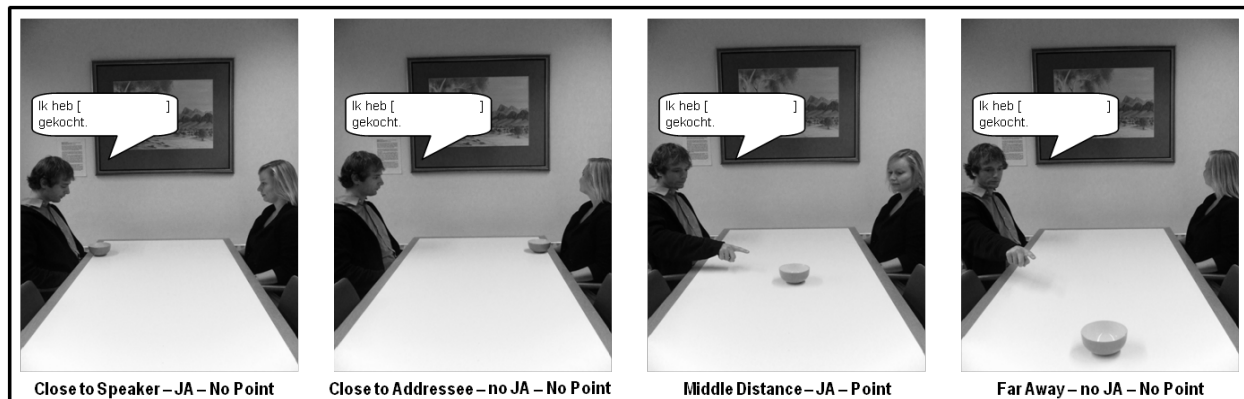 Ik heb [ ]
gekocht.
Ik heb [ ]
gekocht.
Ik heb [ ]
gekocht.
Ik heb [ ]
gekocht.
Close to Speaker – JA – No Point
Close to Addressee – no JA – No Point
Middle Distance – JA – Point
Far Away – no JA – No Point